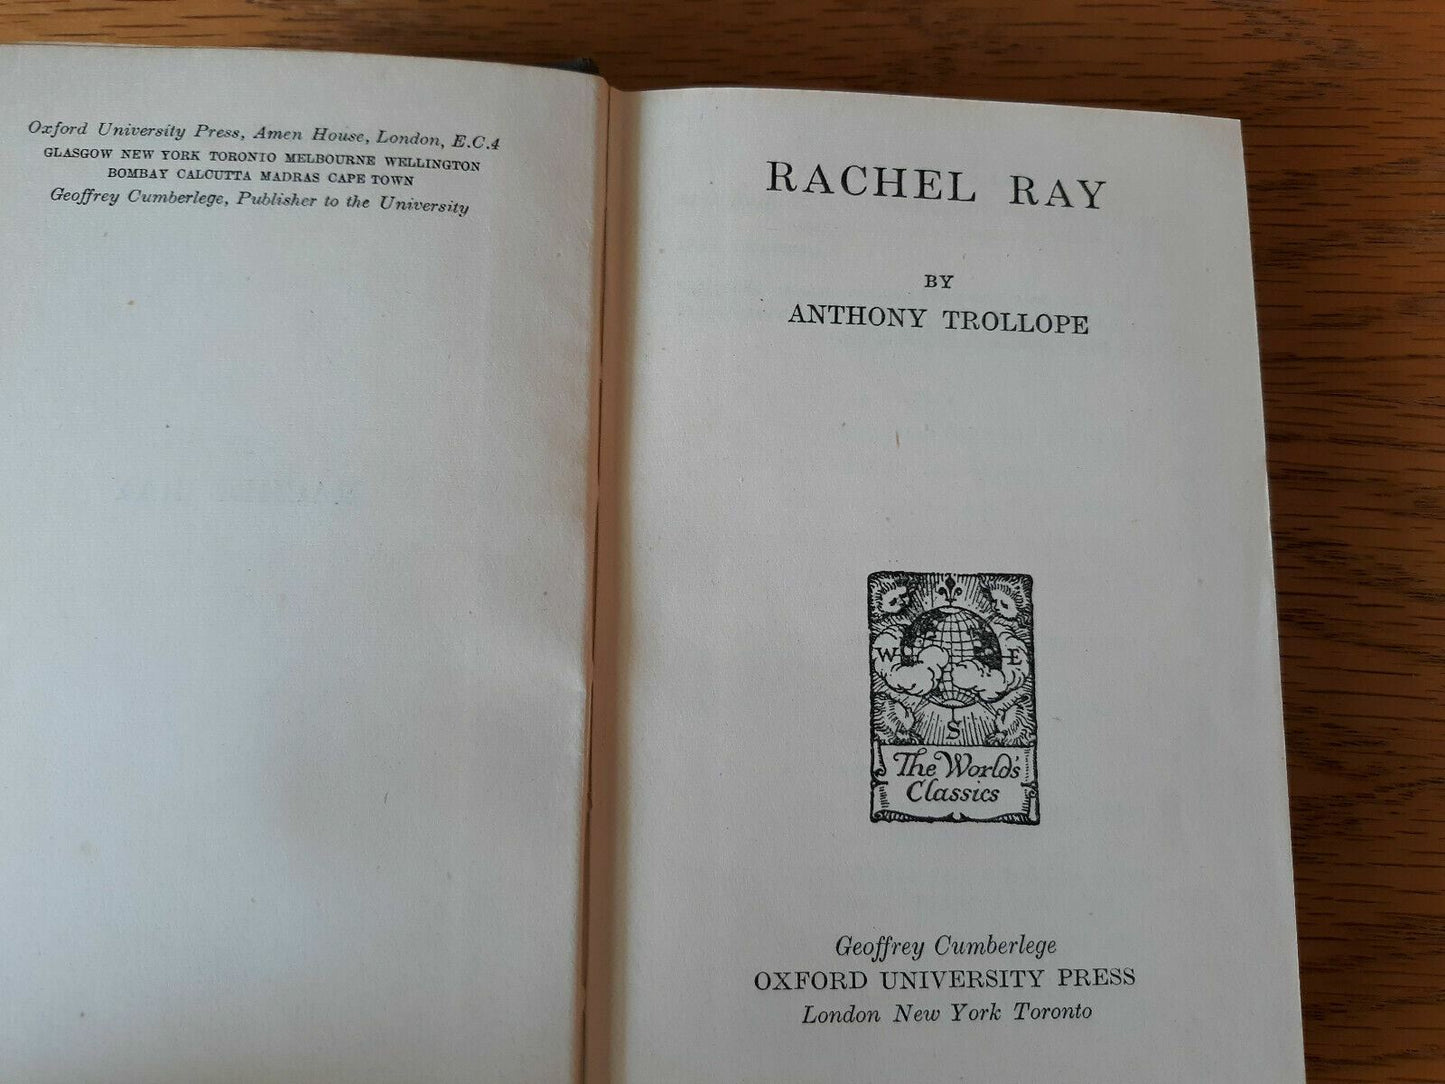 Oxford University Press, Amen House, London, E.C.4
GLASGOW NEW YORK TORONTO MELBOURNE WELLINGTON
BOMBAY CALCUTTA MADRAS CAPE TOWN
Geoffrey Cumberlege, Publisher to the University
RACHEL RAY
BY
ANTHONY TROLLOPE
W E
S
The World's
Classics
Geoffrey Cumberlege
OXFORD UNIVERSITY PRESS
London New York Toronto